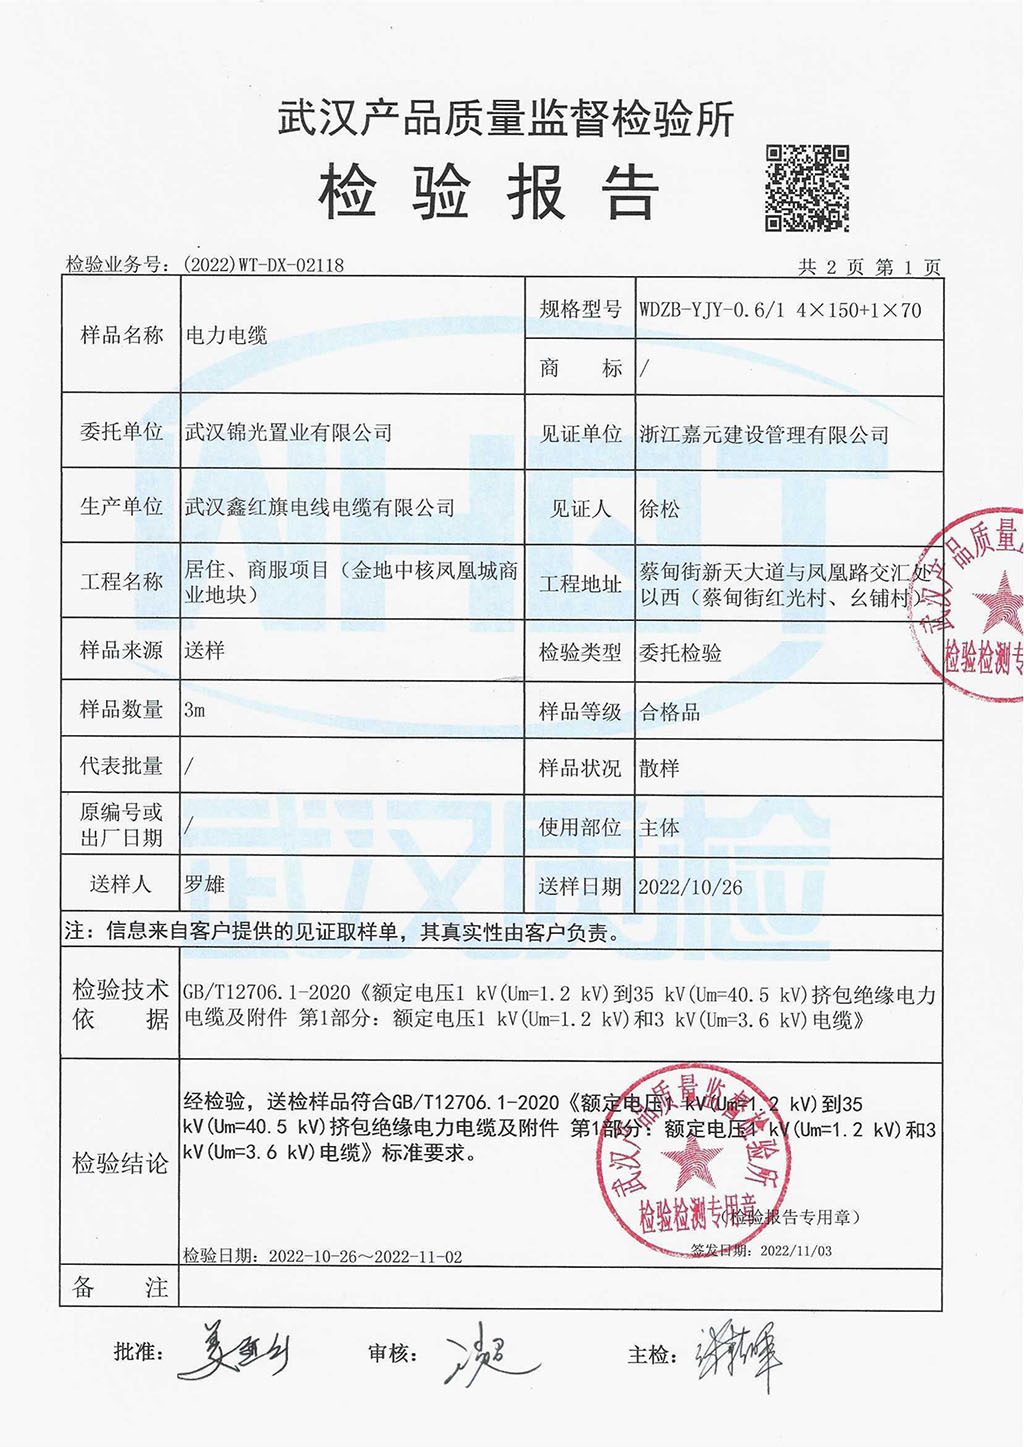 武汉产品质量监督检验所
检验报告
检验业务号：(2022)WT-DX-02118
共 2 页 第 1 页
样品名称 电力电缆 规格型号 WDZB-YJY-0.6/1 4×150+1×70
商标 /
委托单位 武汉锦光置业有限公司 见证单位 浙江嘉元建设管理有限公司
生产单位 武汉鑫红旗电线电缆有限公司 见证人 徐松
工程名称 居住、商服项目（金地中核凤凰城商
业地块）
工程地址 蔡甸街新天大道与凤凰路交汇处
以西（蔡甸街红光村、幺铺村）
样品来源 送样 检验类型 委托检验
样品数量 3m 样品等级 合格品
代表批量 / 样品状况 散样
原编号或
出厂日期 / 使用部位 主体
送样人 罗雄 送样日期 2022/10/26
注：信息来自客户提供的见证取样单，其真实性由客户负责。
检验技术
依据
GB/T12706.1-2020《额定电压1 kV(Um=1.2 kV)到35 kV(Um=40.5 kV)挤包绝缘电力
电缆及附件 第1部分：额定电压1 kV(Um=1.2 kV)和3 kV(Um=3.6 kV)电缆》
检验结论
经检验，送检样品符合GB/T12706.1-2020《额定电压1 kV(Um=1.2 kV)到35
kV(Um=40.5 kV)挤包绝缘电力电缆及附件 第1部分：额定电压1 kV(Um=1.2 kV)和3
kV(Um=3.6 kV)电缆》标准要求。
武汉产品质量监督检验所
检验检测专用章
（检验报告专用章）
检验日期：2022-10-26～2022-11-02
签发日期：2022/11/03
备注
批准：
审核：
主检：
武汉产品质量监
检验检测专
WHBT
武汉质检